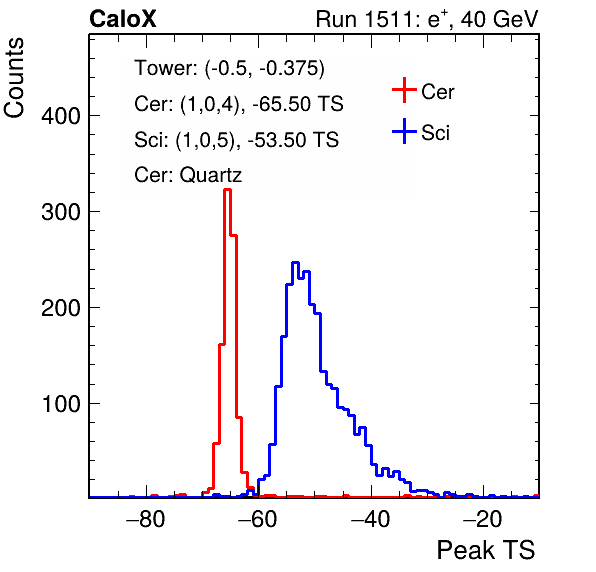 CaloX Run 1511: e⁺, 40 GeV
Counts
Tower: (-0.5, -0.375)
Cer: (1,0,4), -65.50 TS
Sci: (1,0,5), -53.50 TS
Cer: Quartz
Cer
Sci
400
300
200
100
−80 −60 −40 −20
Peak TS